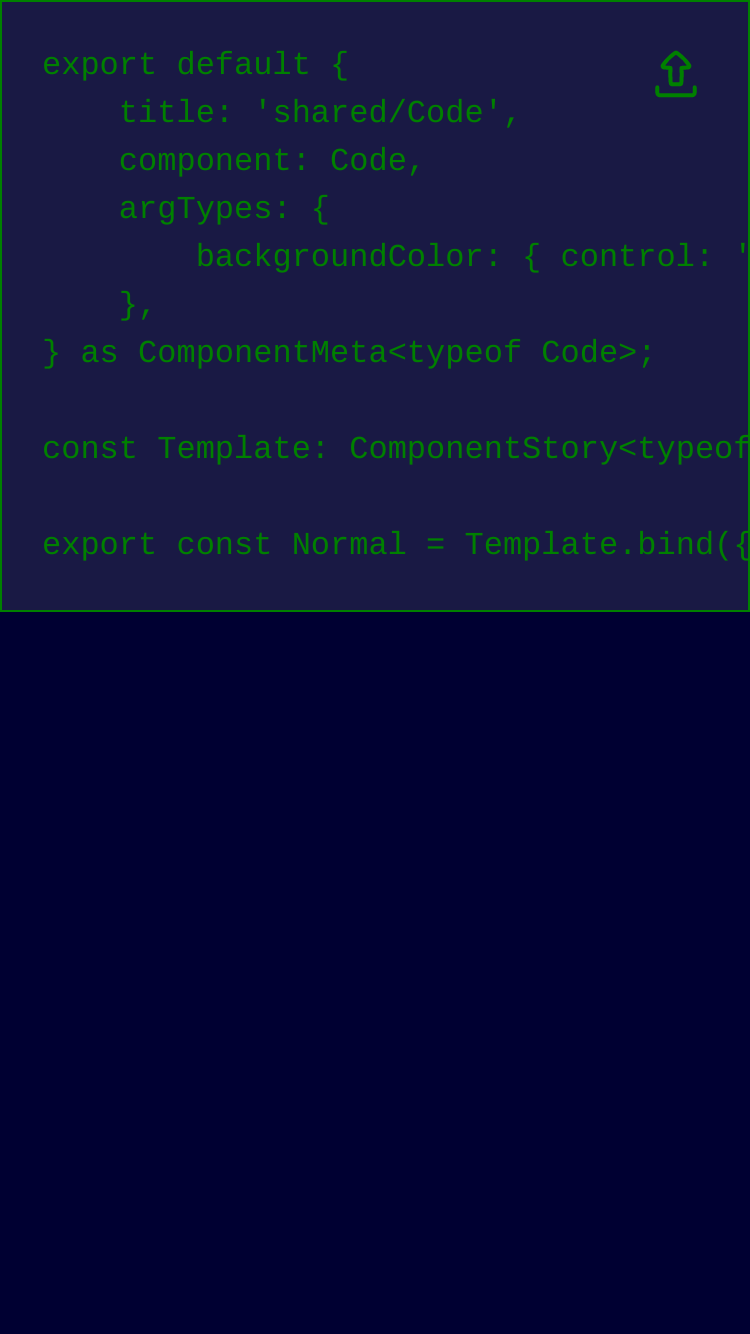 export default {
    title: 'shared/Code',
    component: Code,
    argTypes: {
        backgroundColor: { control: '
    },
} as ComponentMeta<typeof Code>;
const Template: ComponentStory<typeof
export const Normal = Template.bind({